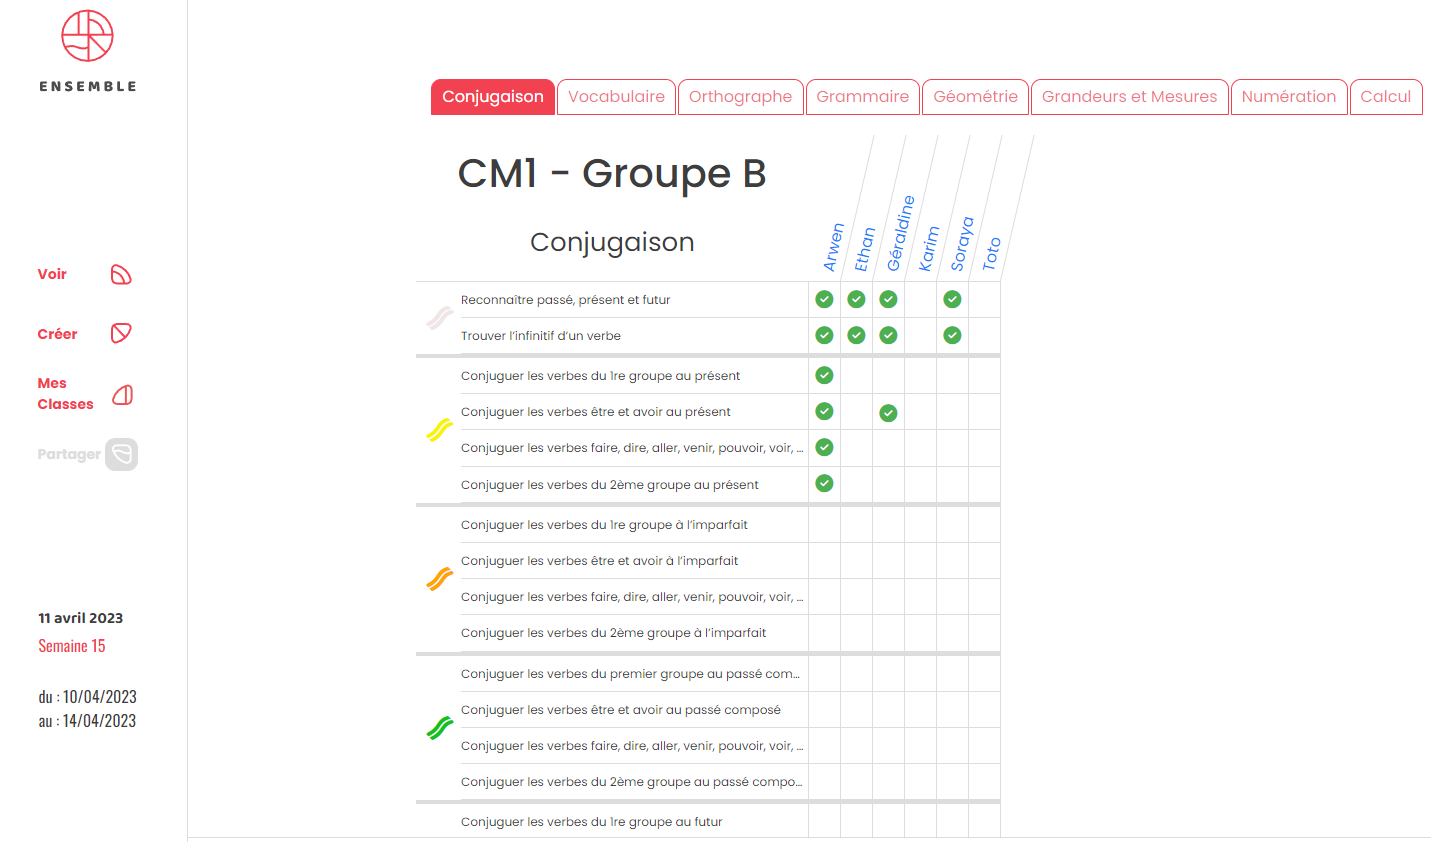 ENSEMBLE
Conjugaison
Vocabulaire
Orthographe
Grammaire
Géométrie
Grandeurs et Mesures
Numération
Calcul
CM1 - Groupe B
Conjugaison
Arwen
Ethan
Géraldine
Karim
Soraya
Toto
Voir
Créer
Mes
Classes
Partager
11 avril 2023
Semaine 15
du : 10/04/2023
au : 14/04/2023
Reconnaître passé, présent et futur
Trouver l’infinitif d’un verbe
Conjuguer les verbes du 1re groupe au présent
Conjuguer les verbes être et avoir au présent
Conjuguer les verbes faire, dire, aller, venir, pouvoir, voir, ...
Conjuguer les verbes du 2ème groupe au présent
Conjuguer les verbes du 1re groupe à l’imparfait
Conjuguer les verbes être et avoir à l’imparfait
Conjuguer les verbes faire, dire, aller, venir, pouvoir, voir, ...
Conjuguer les verbes du 2ème groupe à l’imparfait
Conjuguer les verbes du premier groupe au passé com...
Conjuguer les verbes être et avoir au passé composé
Conjuguer les verbes faire, dire, aller, venir, pouvoir, voir, ...
Conjuguer les verbes du 2ème groupe au passé compo...
Conjuguer les verbes du 1re groupe au futur